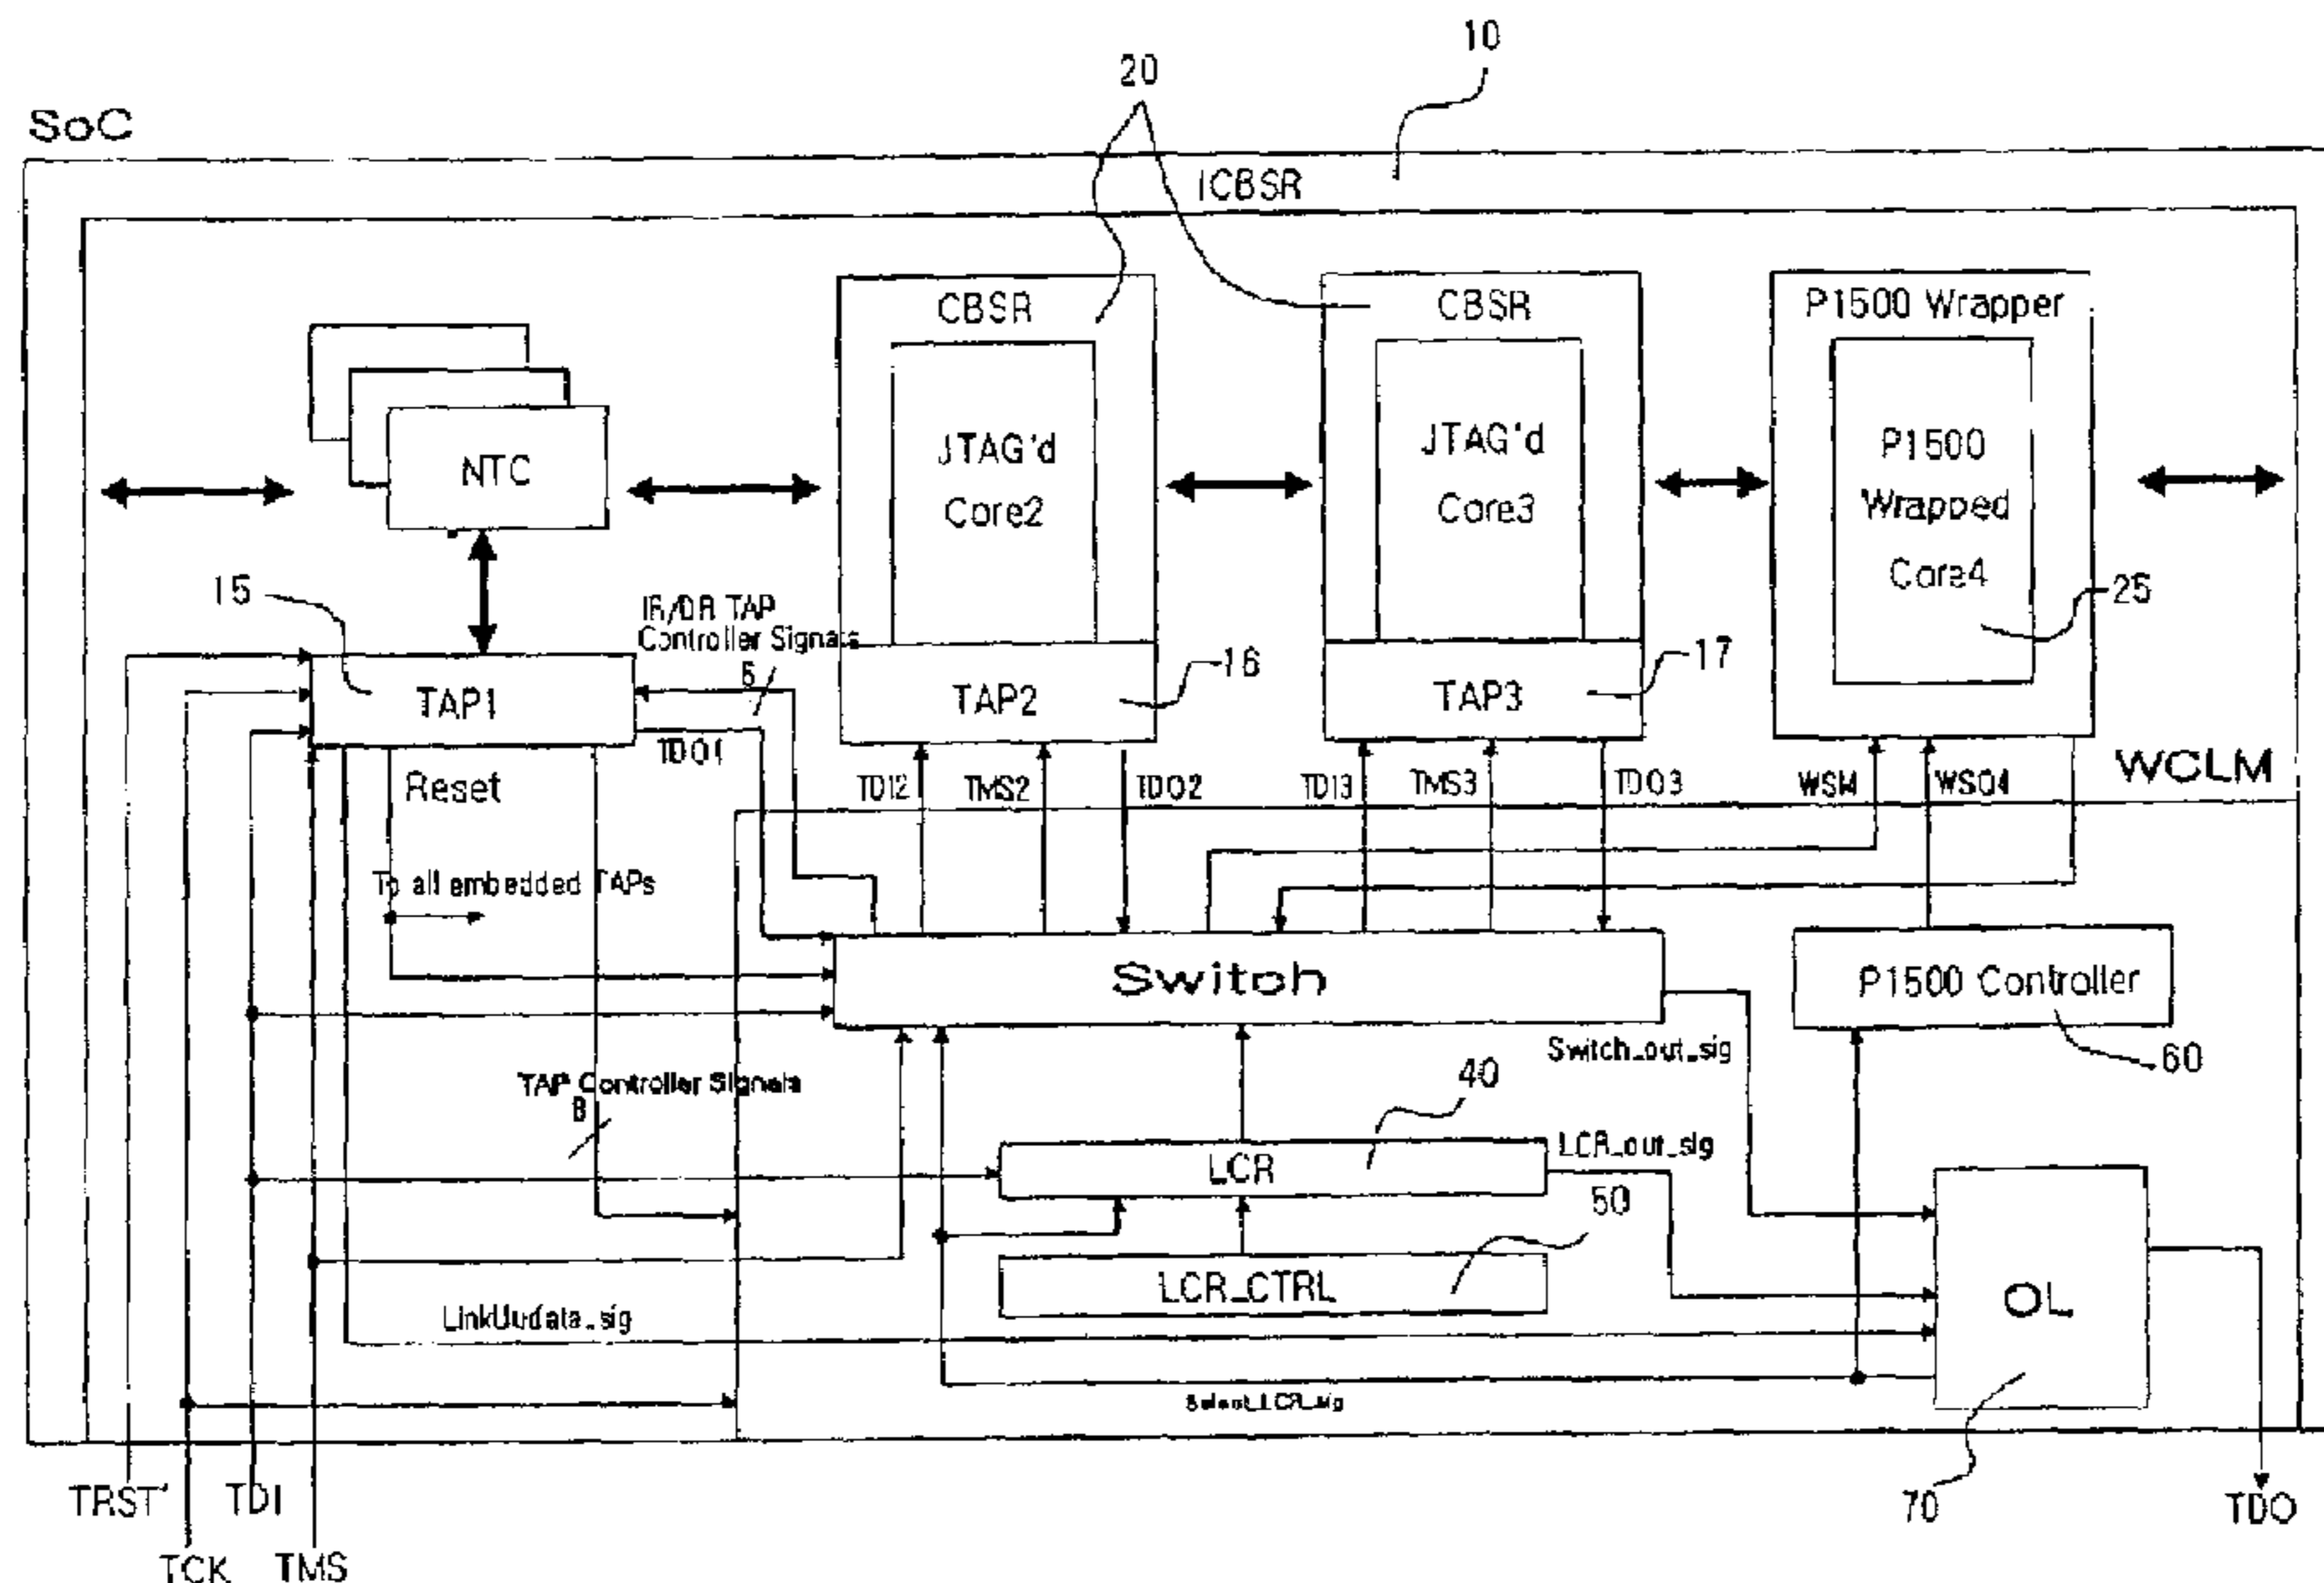 10
20
SoC
ICBSR
CBSR
CBSR
P1500 Wrapper
NTC
JTAG'd
Core2
JTAG'd
Core3
P1500
Wrapped
Core4
15
IR/DR TAP
Controller Signals
25
16
17
TAP1
TAP2
TAP3
TDO1
Reset
TDI2
TMS2
TDO2
TDI3
TMS3
TDO3
WSI4
WSO4
WCLM
To all embedded TAPs
Switch
P1500 Controller
Switch_out_sig
60
TAP Controller Signals
8
40
LCR
LCR_out_sig
50
LCR_CTRL
OL
LinkUudata_sig
Select_LCR_sig
TRST*
TDI
70
TDO
TCK
TMS